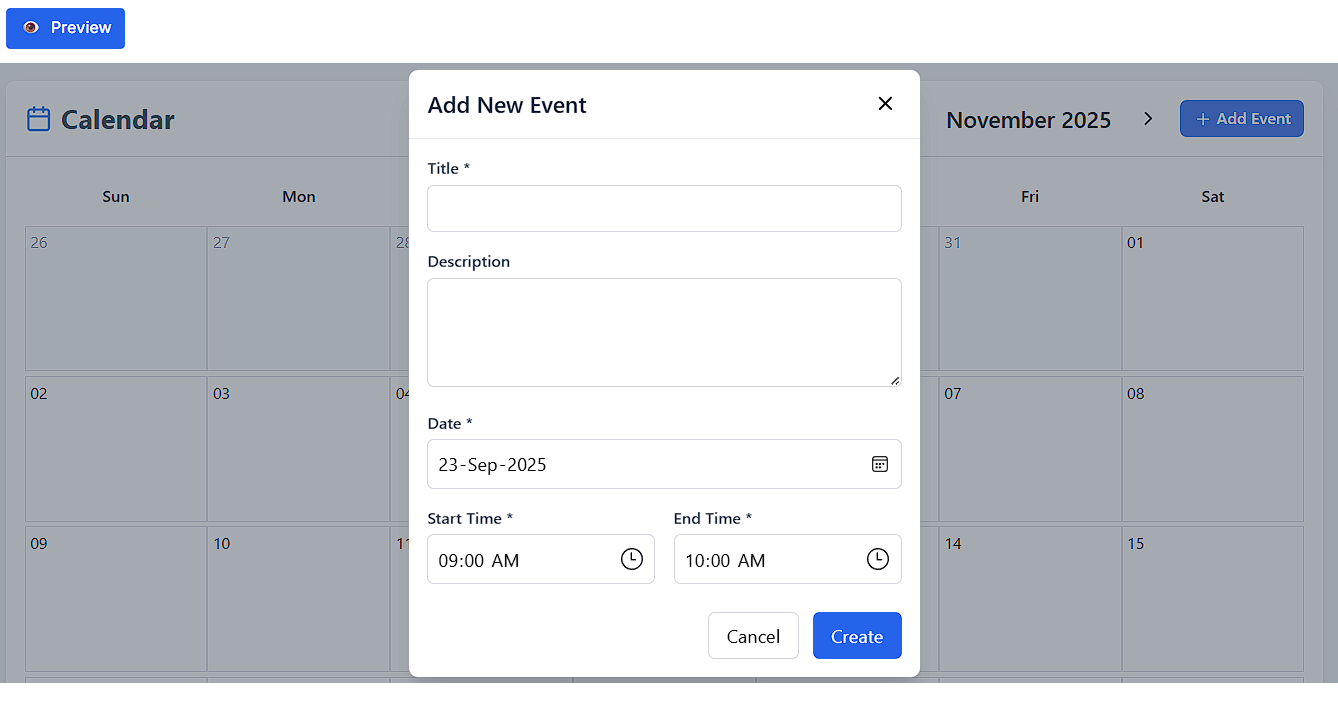 Preview
Calendar
November 2025
+ Add Event
Add New Event
Sun
Mon
Fri
Sat
Title *
26
27
28
31
01
Description
02
03
04
07
08
Date *
23-Sep-2025
Start Time *
End Time *
09:00 AM
10:00 AM
09
10
11
14
15
Cancel
Create